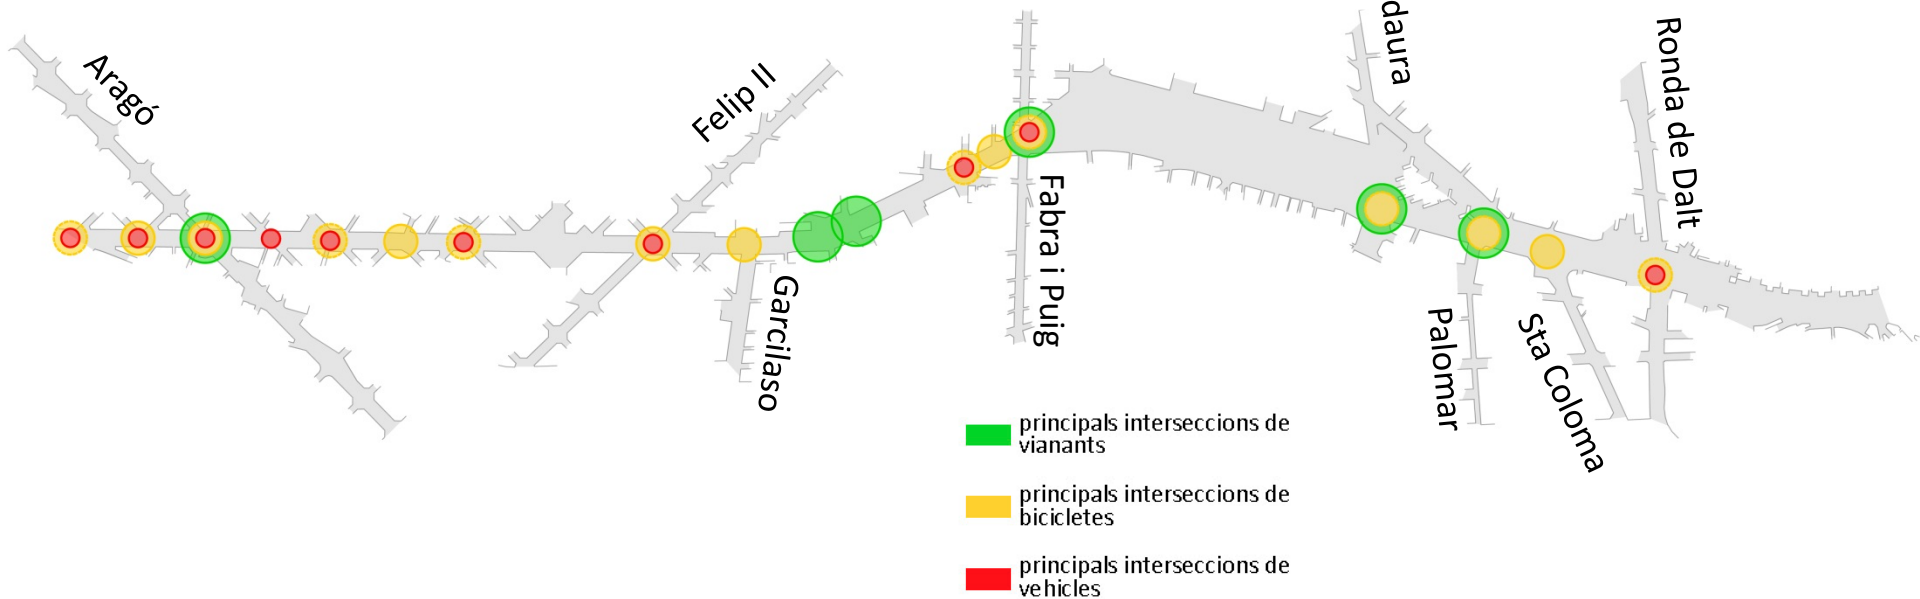 Aragó
Felip II
Garcilaso
Fabra i Puig
daura
Ronda de Dalt
Palomar
Sta Coloma
principals interseccions de
vianants
principals interseccions de
bicicletes
principals interseccions de
vehicles